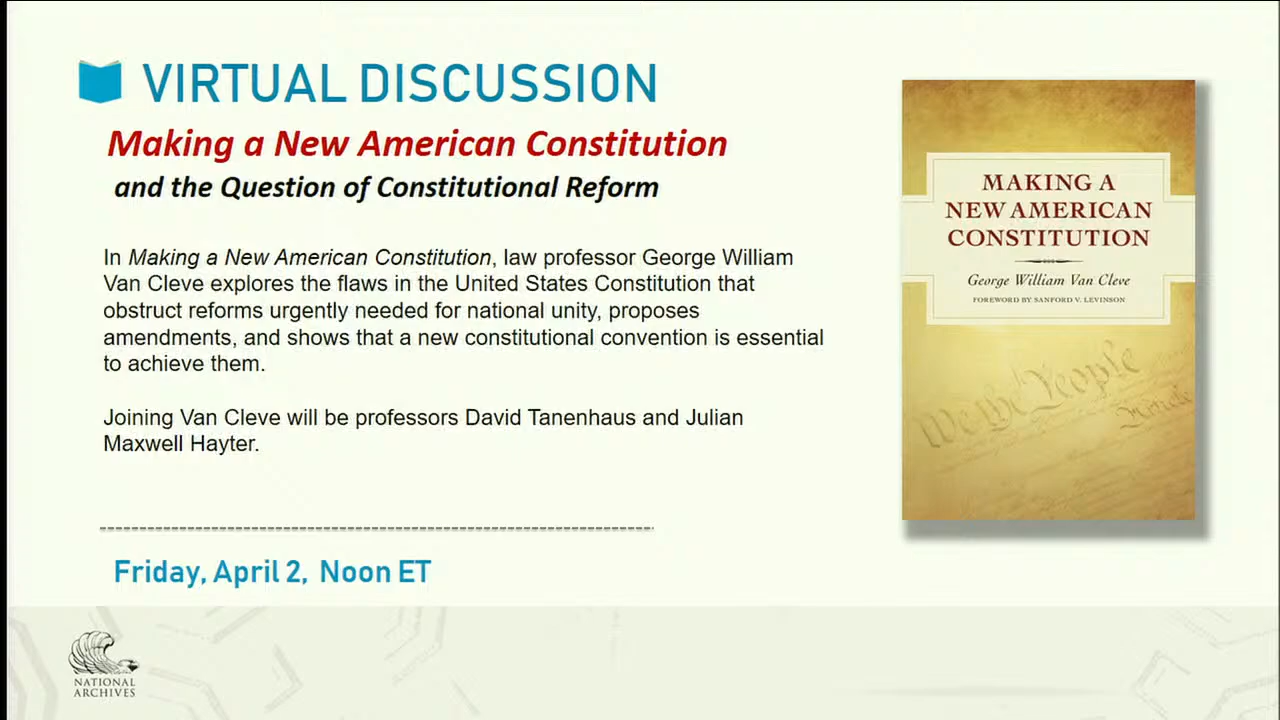 VIRTUAL DISCUSSION
Making a New American Constitution
and the Question of Constitutional Reform
In Making a New American Constitution, law professor George William
Van Cleve explores the flaws in the United States Constitution that
obstruct reforms urgently needed for national unity, proposes
amendments, and shows that a new constitutional convention is essential
to achieve them.
Joining Van Cleve will be professors David Tanenhaus and Julian
Maxwell Hayter.
Friday, April 2, Noon ET
NATIONAL
ARCHIVES
MAKING A
NEW AMERICAN
CONSTITUTION
George William Van Cleve
FOREWORD BY SANFORD V. LEVINSON
We the People
Article